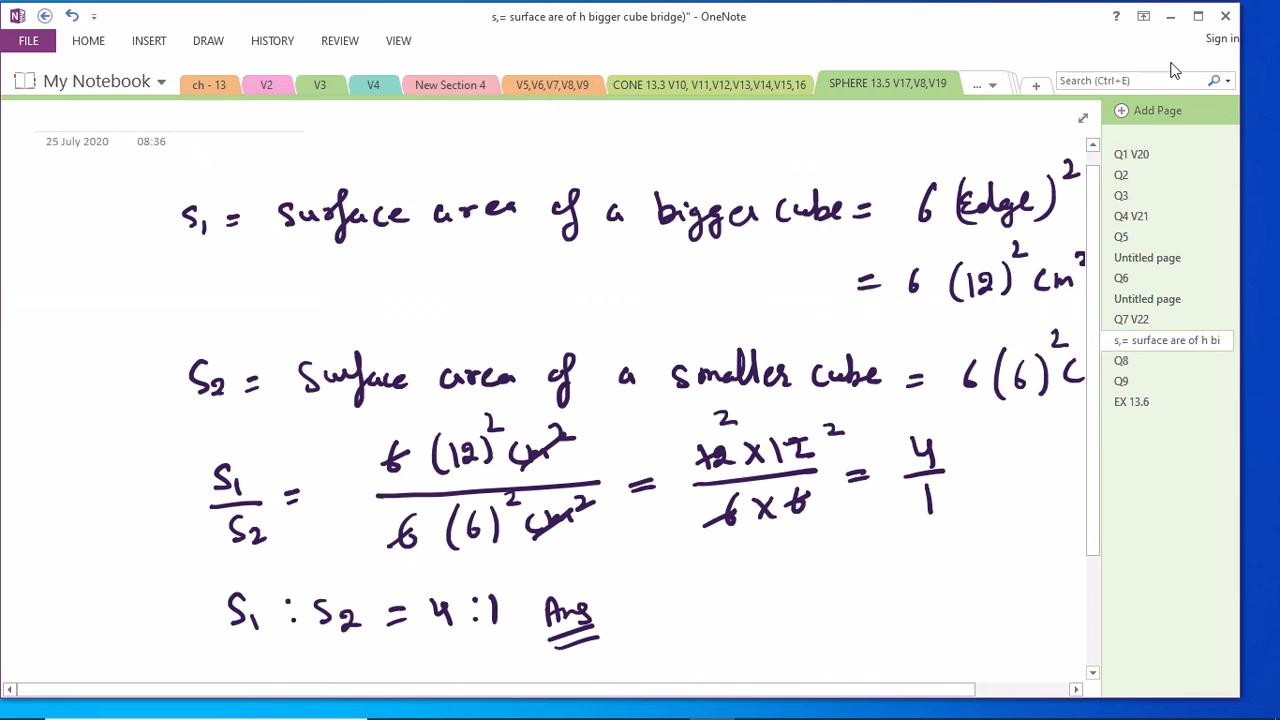 s,= surface are of h bigger cube bridge)" - OneNote
? 
FILE HOME INSERT DRAW HISTORY REVIEW VIEW
Sign in
My Notebook
ch - 13 V2 V3 V4 New Section 4 V5,V6,V7,V8,V9 CONE 13.3 V10, V11,V12,V13,V14,V15,16 SPHERE 13.5 V17,V8,V19 ...
Search (Ctrl+E)
Add Page
25 July 2020 08:36
Q1 V20
Q2
Q3
Q4 V21
Q5
Untitled page
Q6
Untitled page
Q7 V22
s,= surface are of h bi
Q8
Q9
EX 13.6
S₁ = surface area of a bigger cube = 6 (Edge)²
= 6 (12)² cm²
S₂ = Surface area of a smaller cube = 6(6)² c
S₁/S₂ = 6 (12)² cm² / 6 (6)² cm² = 12² × 12² / 6 × 6 = 4/1
S₁ : S₂ = 4 : 1 Ans